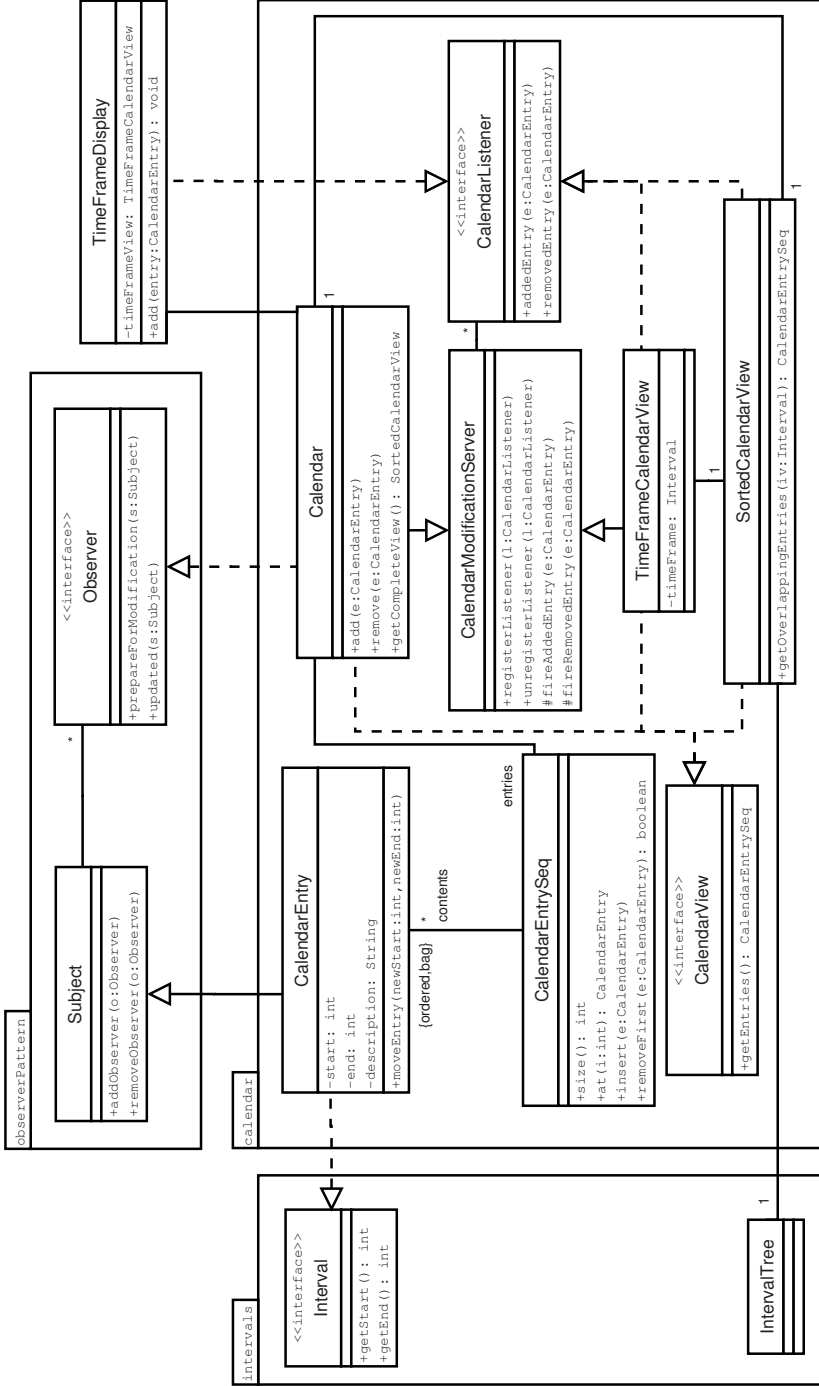 observerPattern
Subject
+addObserver(o:Observer)
+removeObserver(o:Observer)
*
<<interface>>
Observer
+prepareForModification(s:Subject)
+updated(s:Subject)
TimeFrameDisplay
-timeFrameView: TimeFrameCalendarView
+add(entry:CalendarEntry): void
intervals
<<interface>>
Interval
+getStart(): int
+getEnd(): int
IntervalTree
1
calendar
CalendarEntry
-start: int
-end: int
-description: String
+moveEntry(newStart:int,newEnd:int)
{ordered,bag}
*
contents
CalendarEntrySeq
+size(): int
+at(i:int): CalendarEntry
+insert(e:CalendarEntry)
+removeFirst(e:CalendarEntry): boolean
entries
<<interface>>
CalendarView
+getEntries(): CalendarEntrySeq
Calendar
+add(e:CalendarEntry)
+remove(e:CalendarEntry)
+getCompleteView(): SortedCalendarView
1
CalendarModificationServer
+registerListener(l:CalendarListener)
+unregisterListener(l:CalendarListener)
#fireAddedEntry(e:CalendarEntry)
#fireRemovedEntry(e:CalendarEntry)
*
<<interface>>
CalendarListener
+addedEntry(e:CalendarEntry)
+removedEntry(e:CalendarEntry)
TimeFrameCalendarView
-timeFrame: Interval
1
SortedCalendarView
+getOverlappingEntries(iv:Interval): CalendarEntrySeq
1